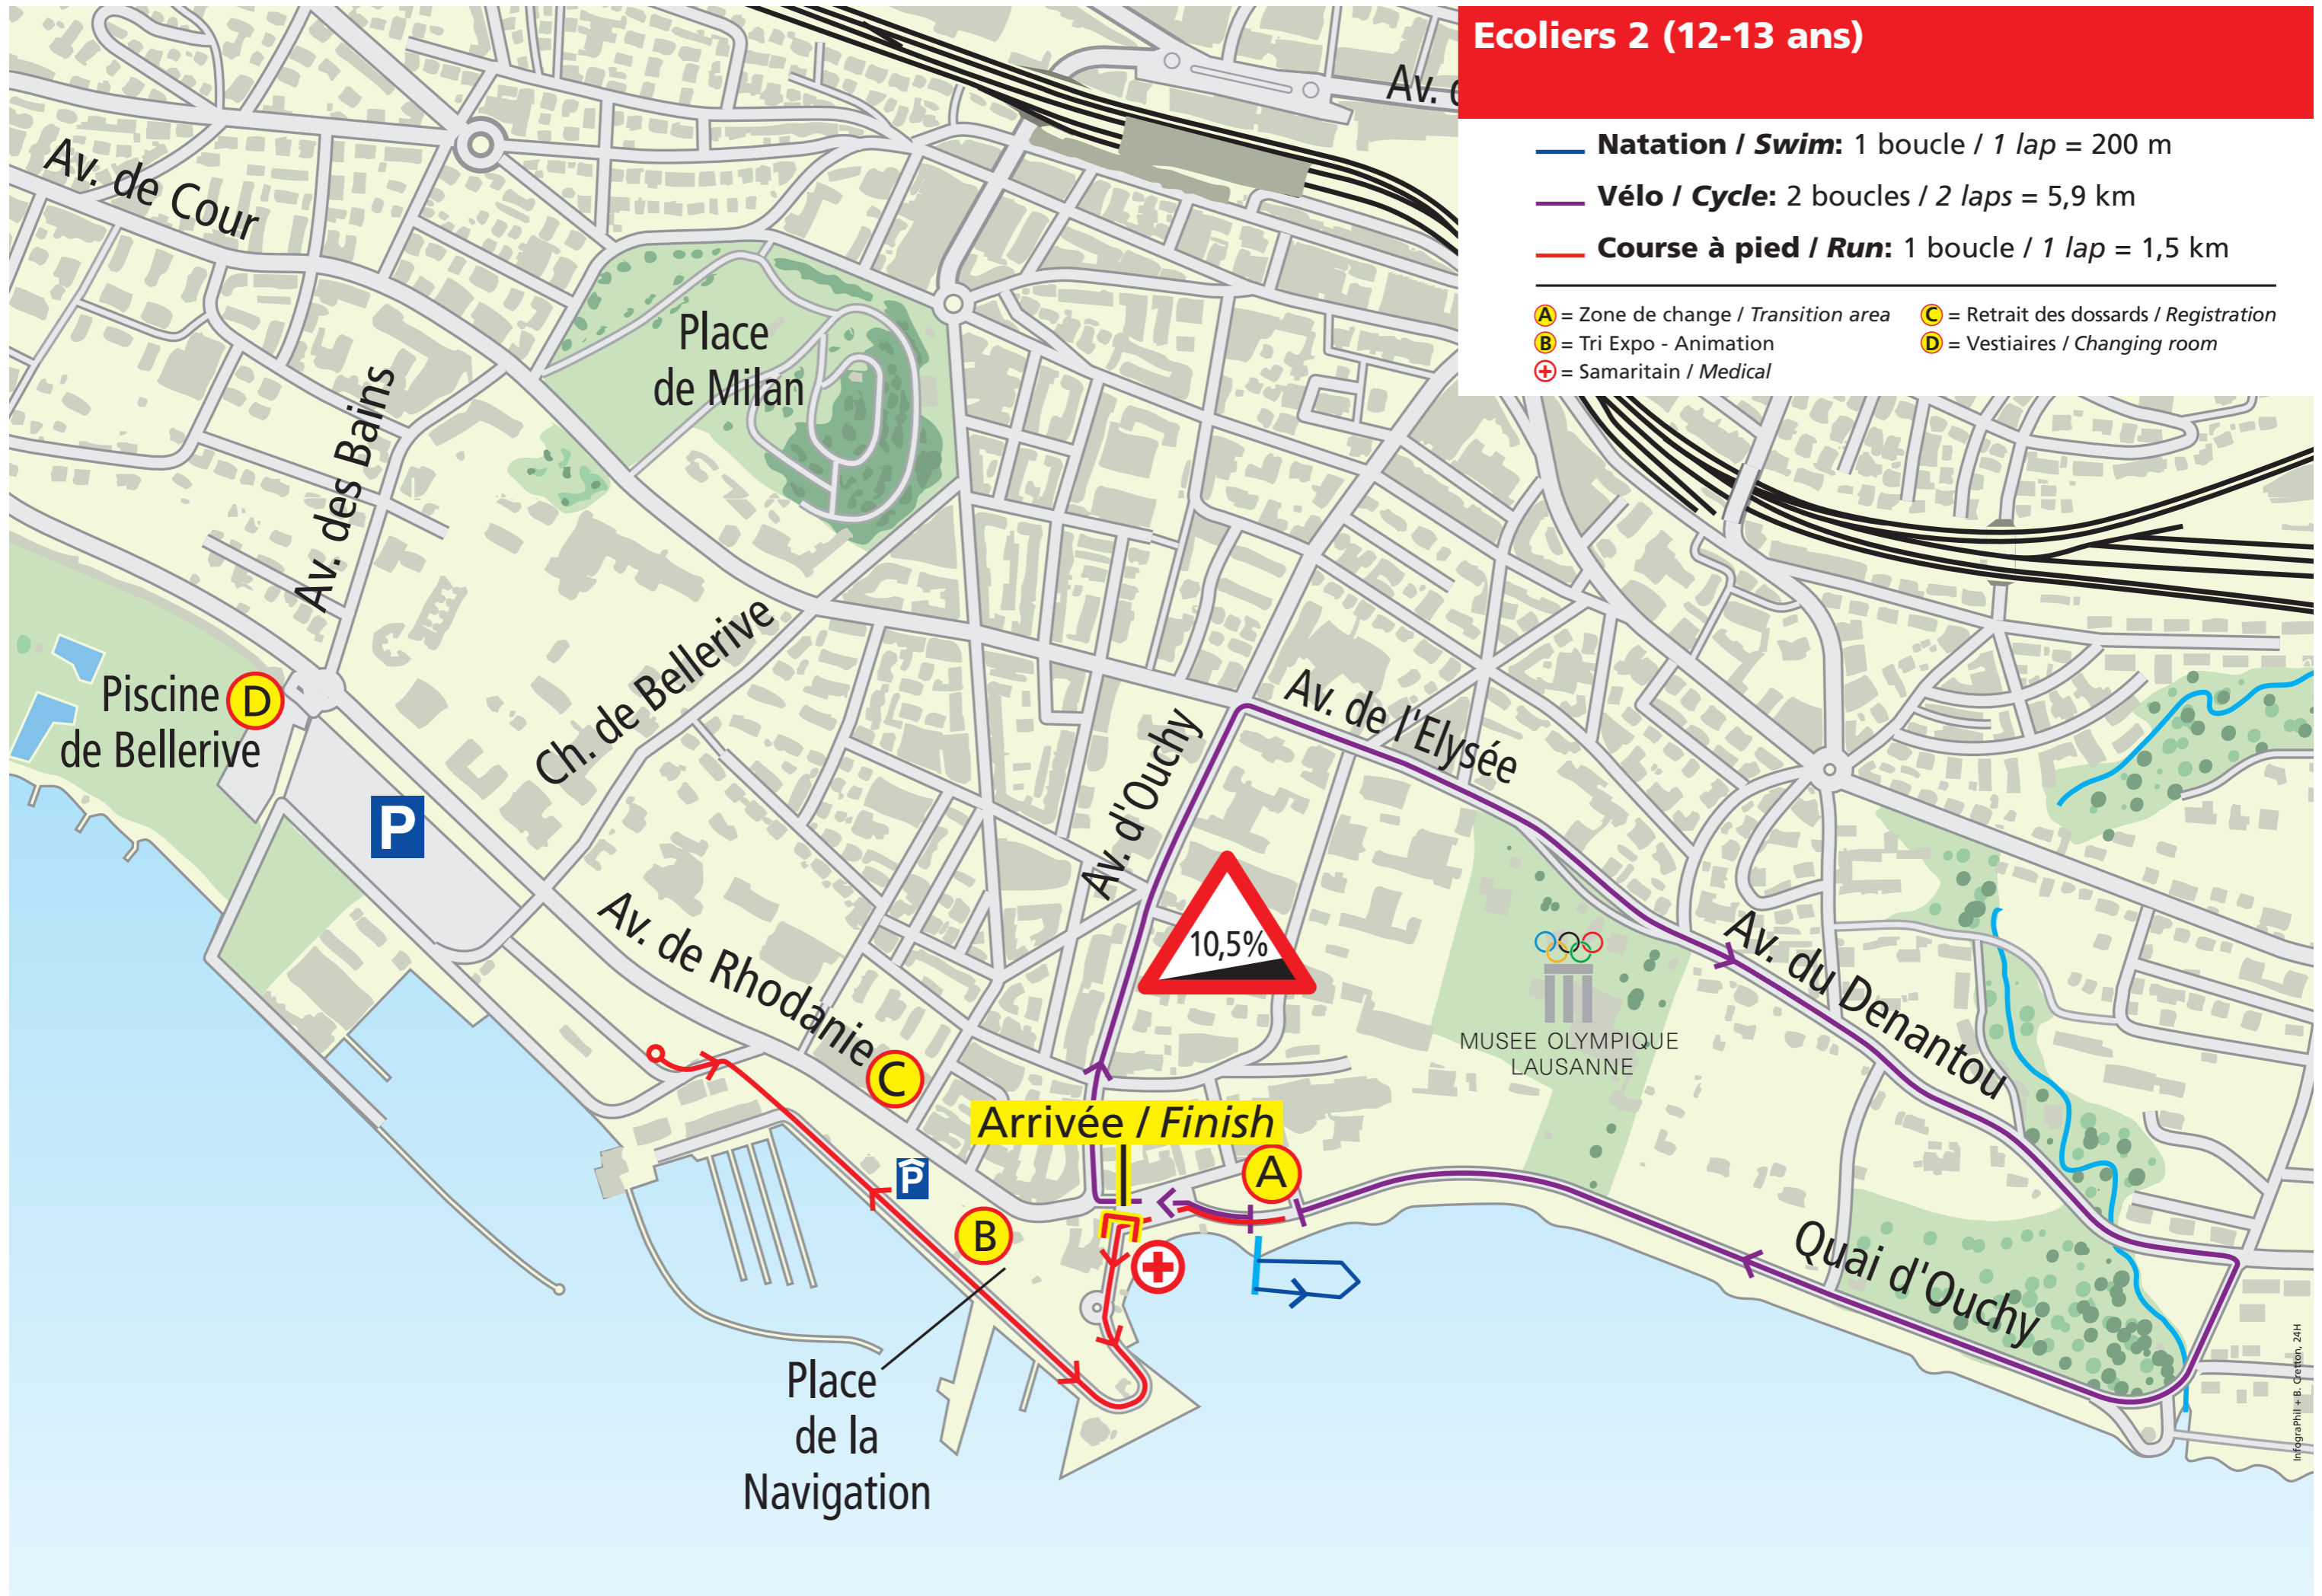 Ecoliers 2 (12-13 ans)
Av. d
Natation / Swim: 1 boucle / 1 lap = 200 m
Vélo / Cycle: 2 boucles / 2 laps = 5,9 km
Course à pied / Run: 1 boucle / 1 lap = 1,5 km
A = Zone de change / Transition area
C = Retrait des dossards / Registration
B = Tri Expo - Animation
D = Vestiaires / Changing room
= Samaritain / Medical
Av. de Cour
Place
de Milan
Av. des Bains
Ch. de Bellerive
Piscine
de Bellerive
D
P
Av. d'Ouchy
Av. de l'Elysée
10,5%
Av. de Rhodanie
C
MUSEE OLYMPIQUE
LAUSANNE
Av. du Denantou
Arrivée / Finish
A
P
B
Quai d'Ouchy
Place
de la
Navigation
InfograPhil + B. Cretton, 24H